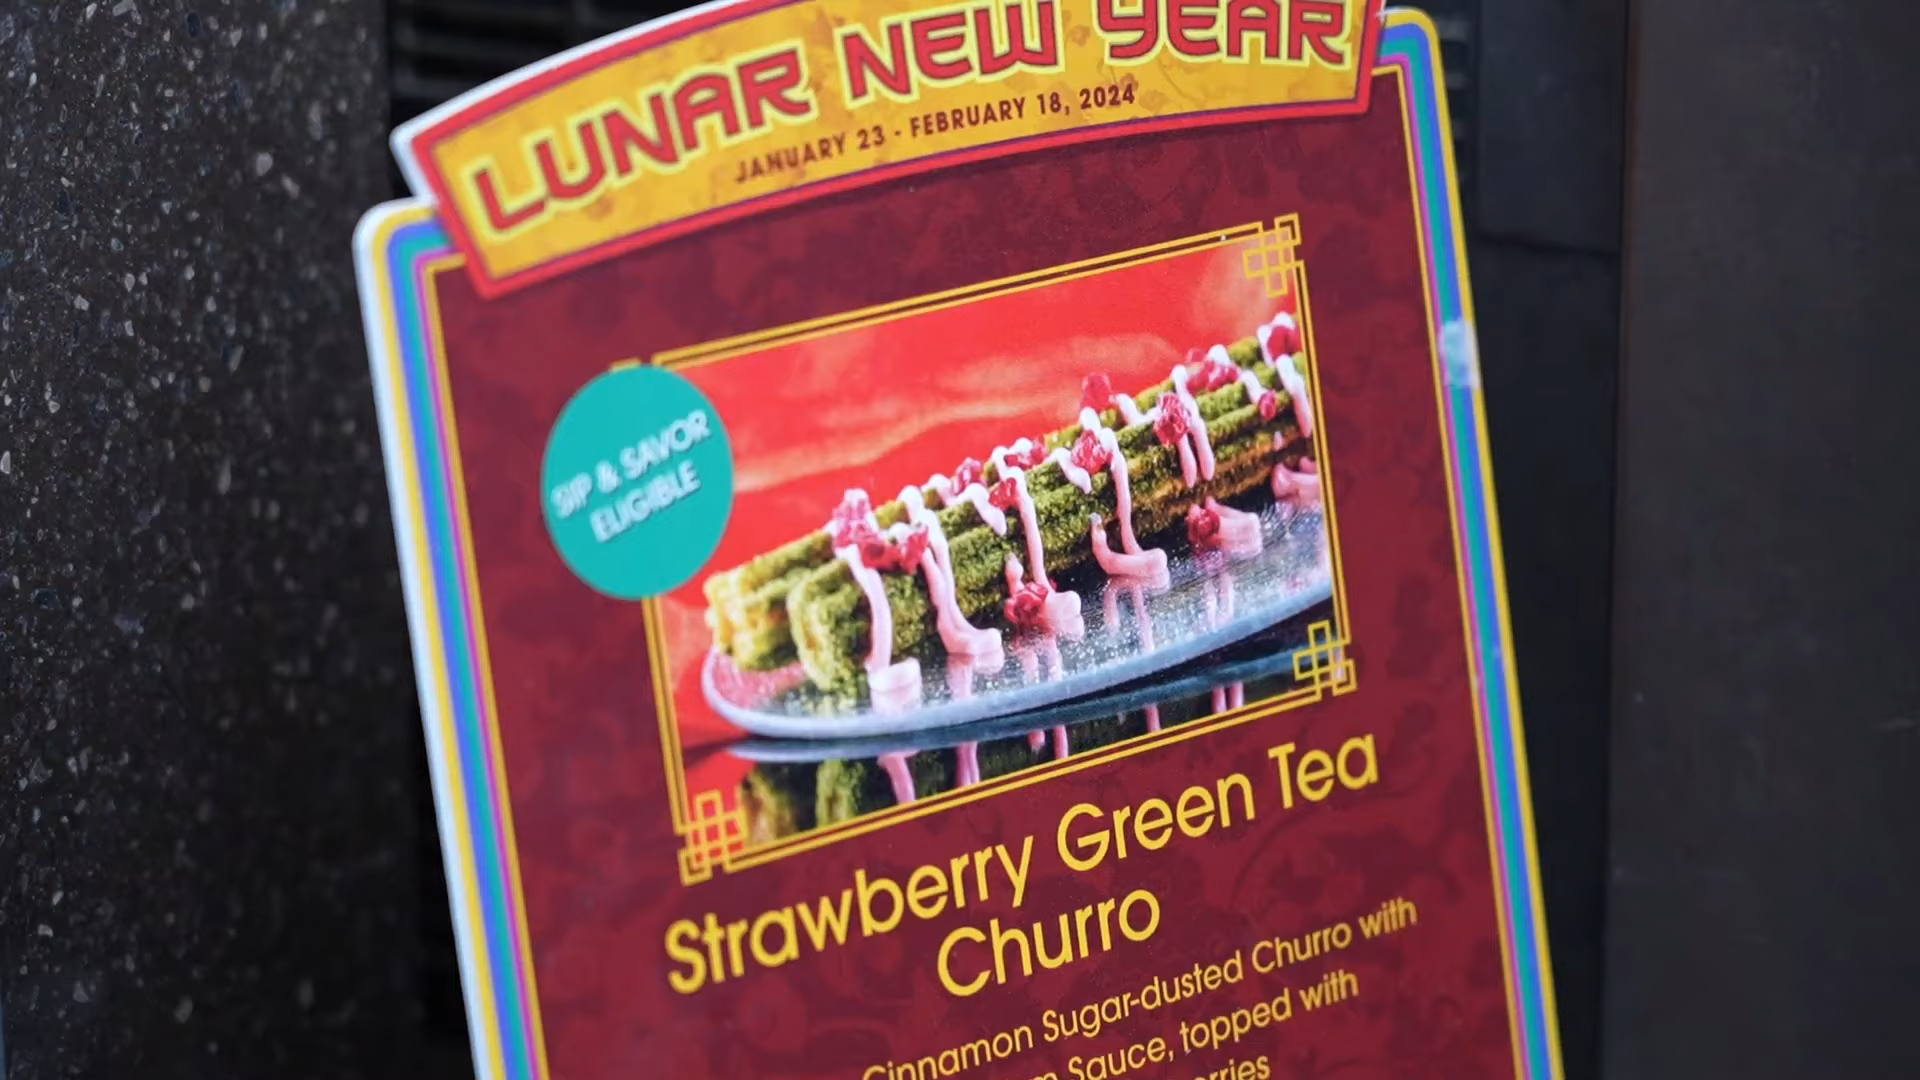 LUNAR NEW YEAR
JANUARY 23 - FEBRUARY 18, 2024
SIP & SAVOR
ELIGIBLE
Strawberry Green Tea
Churro
Cinnamon Sugar-dusted Churro with
Sauce, topped with